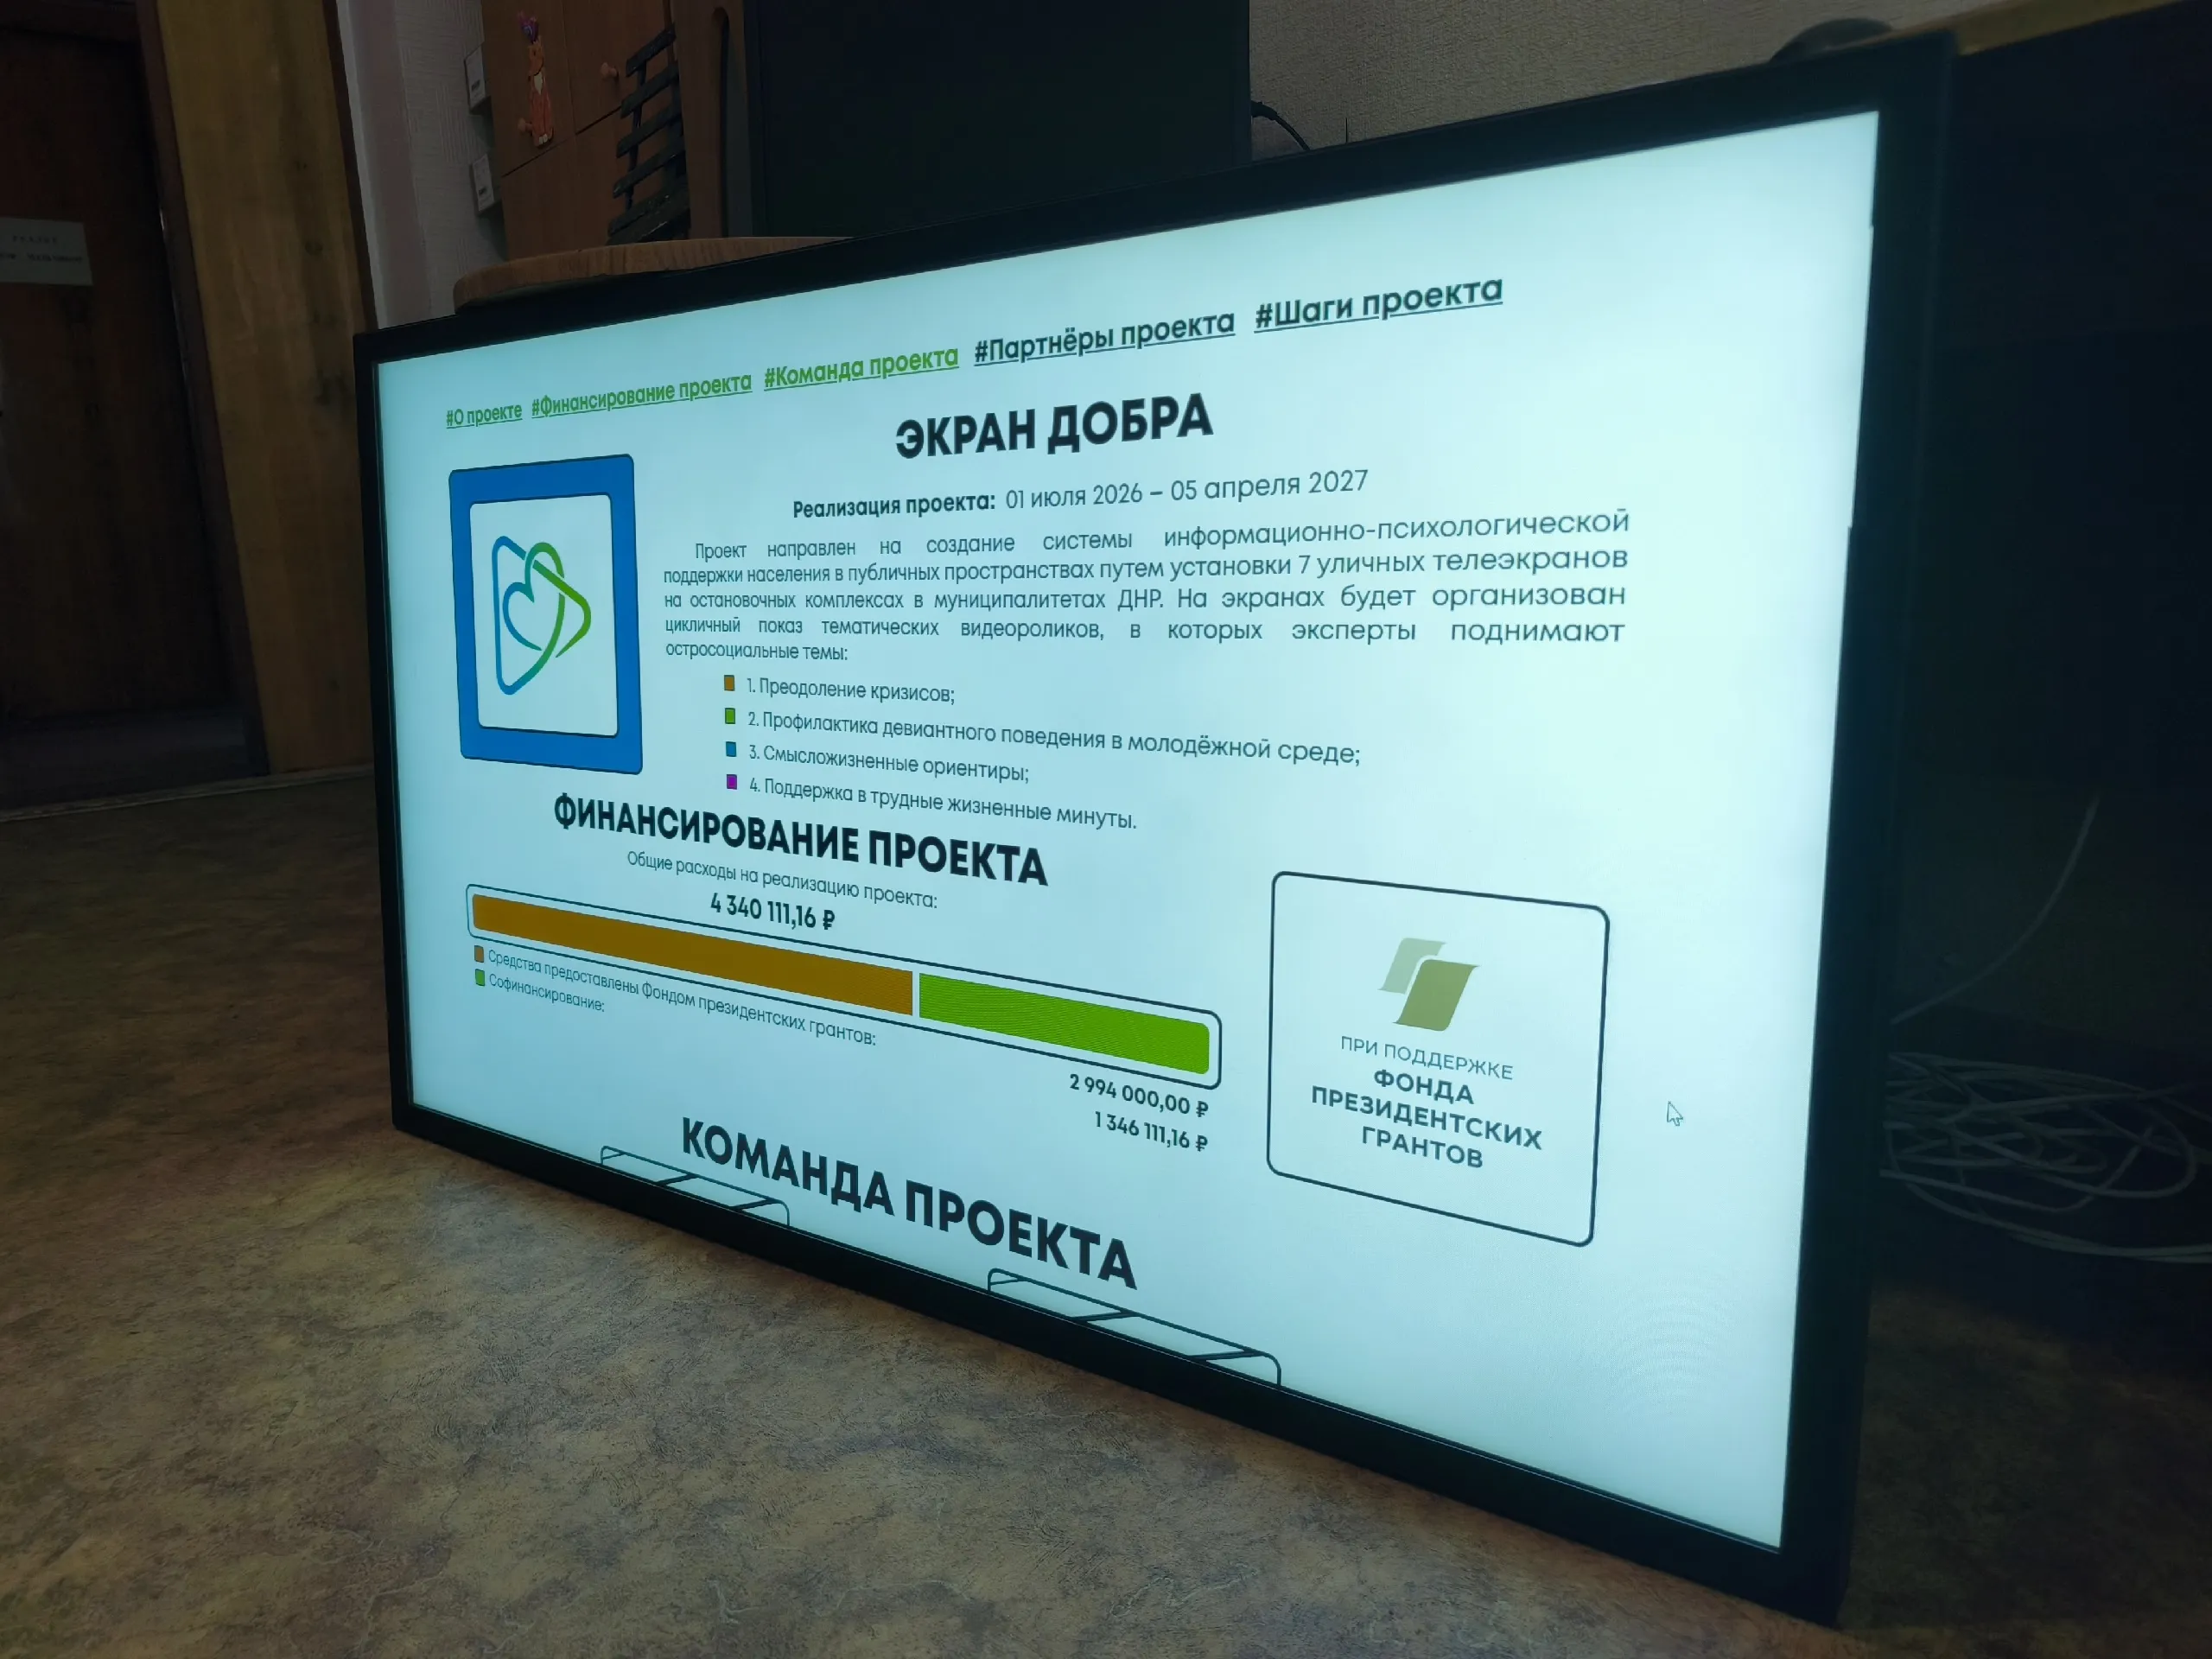 #О проекте #Финансирование проекта #Команда проекта #Партнёры проекта #Шаги проекта
ЭКРАН ДОБРА
Реализация проекта: 01 июля 2026 – 05 апреля 2027
Проект направлен на создание системы информационно-психологической
поддержки населения в публичных пространствах путем установки 7 уличных телеэкранов
на остановочных комплексах в муниципалитетах ДНР. На экранах будет организован
цикличный показ тематических видеороликов, в которых эксперты поднимают
остросоциальные темы:
1. Преодоление кризисов;
2. Профилактика девиантного поведения в молодёжной среде;
3. Смысложизненные ориентиры;
4. Поддержка в трудные жизненные минуты.
ФИНАНСИРОВАНИЕ ПРОЕКТА
Общие расходы на реализацию проекта:
4 340 111,16 ₽
Средства предоставлены Фондом президентских грантов:
Софинансирование:
2 994 000,00 ₽
1 346 111,16 ₽
ПРИ ПОДДЕРЖКЕ
ФОНДА
ПРЕЗИДЕНТСКИХ
ГРАНТОВ
КОМАНДА ПРОЕКТА